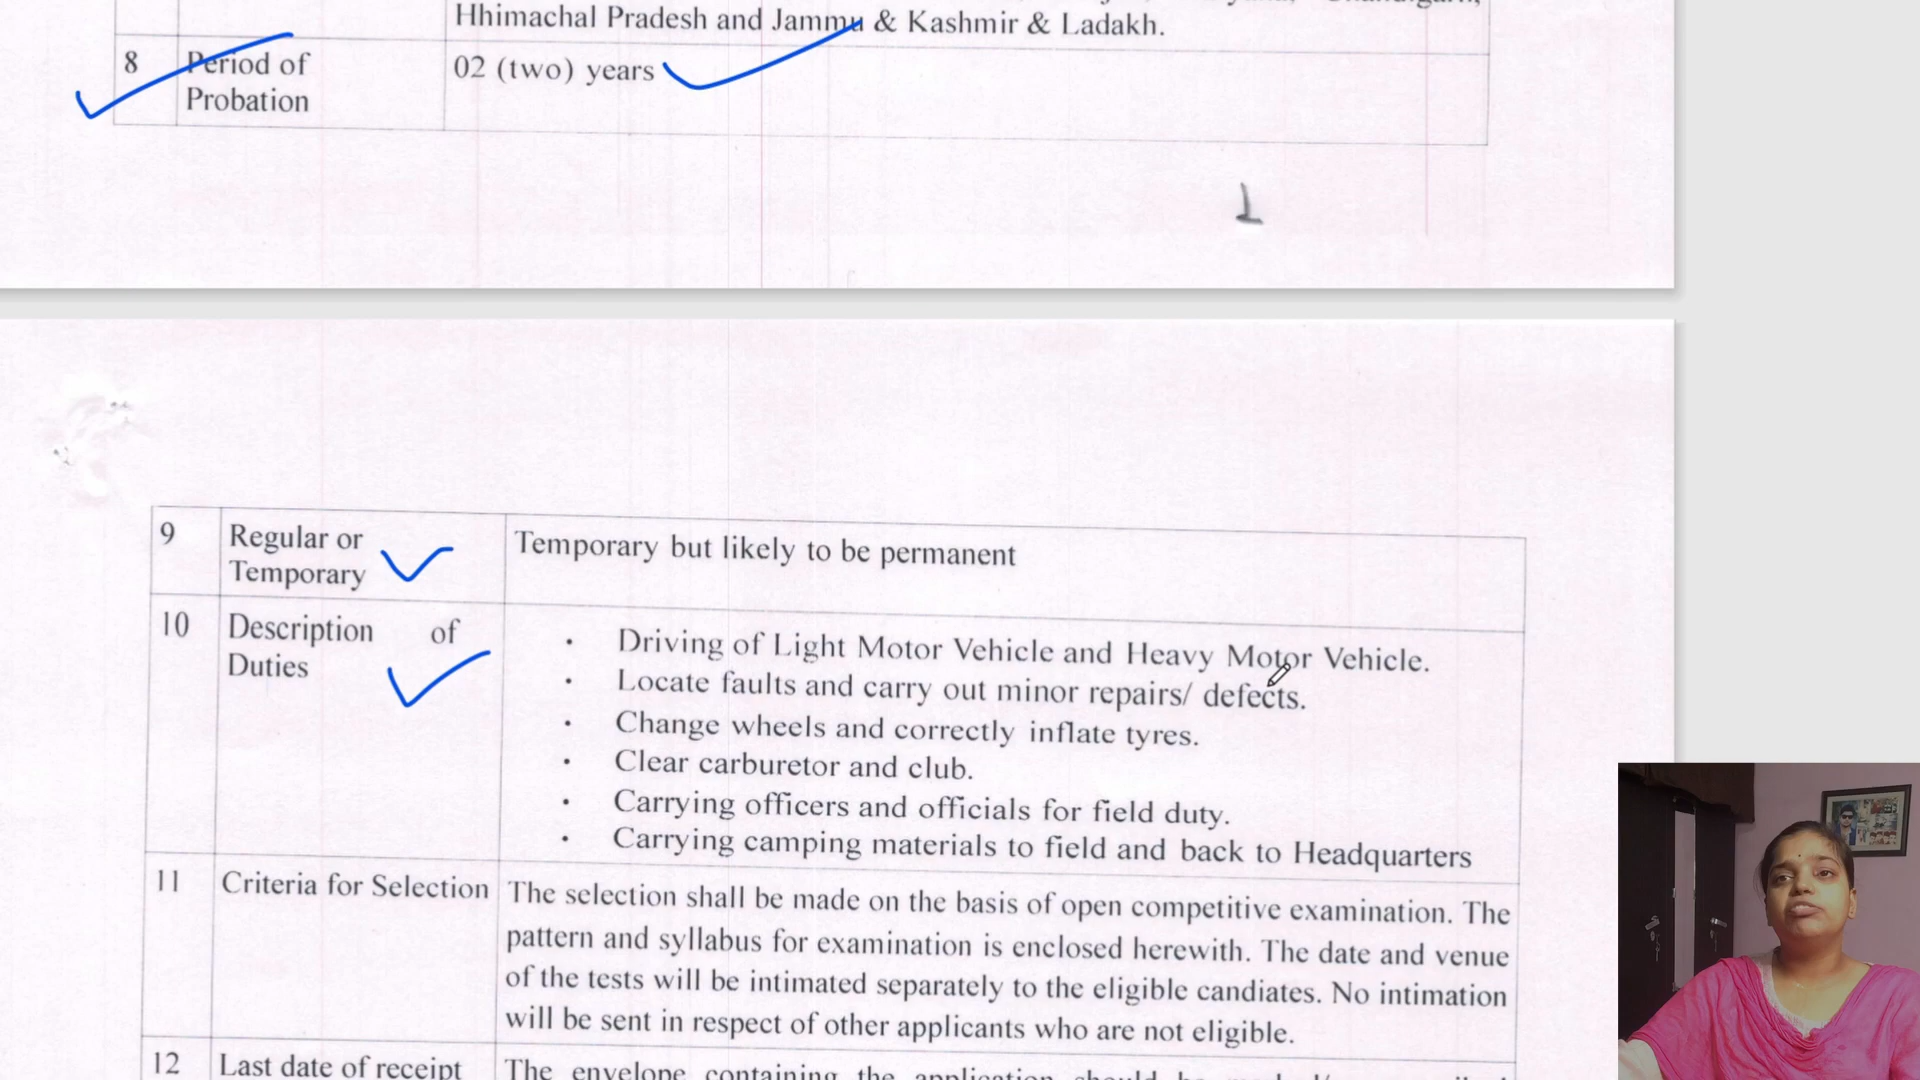 Hhimachal Pradesh and Jammu & Kashmir & Ladakh.
8 Period of Probation 02 (two) years
1
9 Regular or Temporary Temporary but likely to be permanent
10 Description of Duties
• Driving of Light Motor Vehicle and Heavy Motor Vehicle.
• Locate faults and carry out minor repairs/ defects.
• Change wheels and correctly inflate tyres.
• Clear carburetor and club.
• Carrying officers and officials for field duty.
• Carrying camping materials to field and back to Headquarters
11 Criteria for Selection The selection shall be made on the basis of open competitive examination. The
pattern and syllabus for examination is enclosed herewith. The date and venue
of the tests will be intimated separately to the eligible candiates. No intimation
will be sent in respect of other applicants who are not eligible.
12 Last date of receipt The envelope containing the application should be